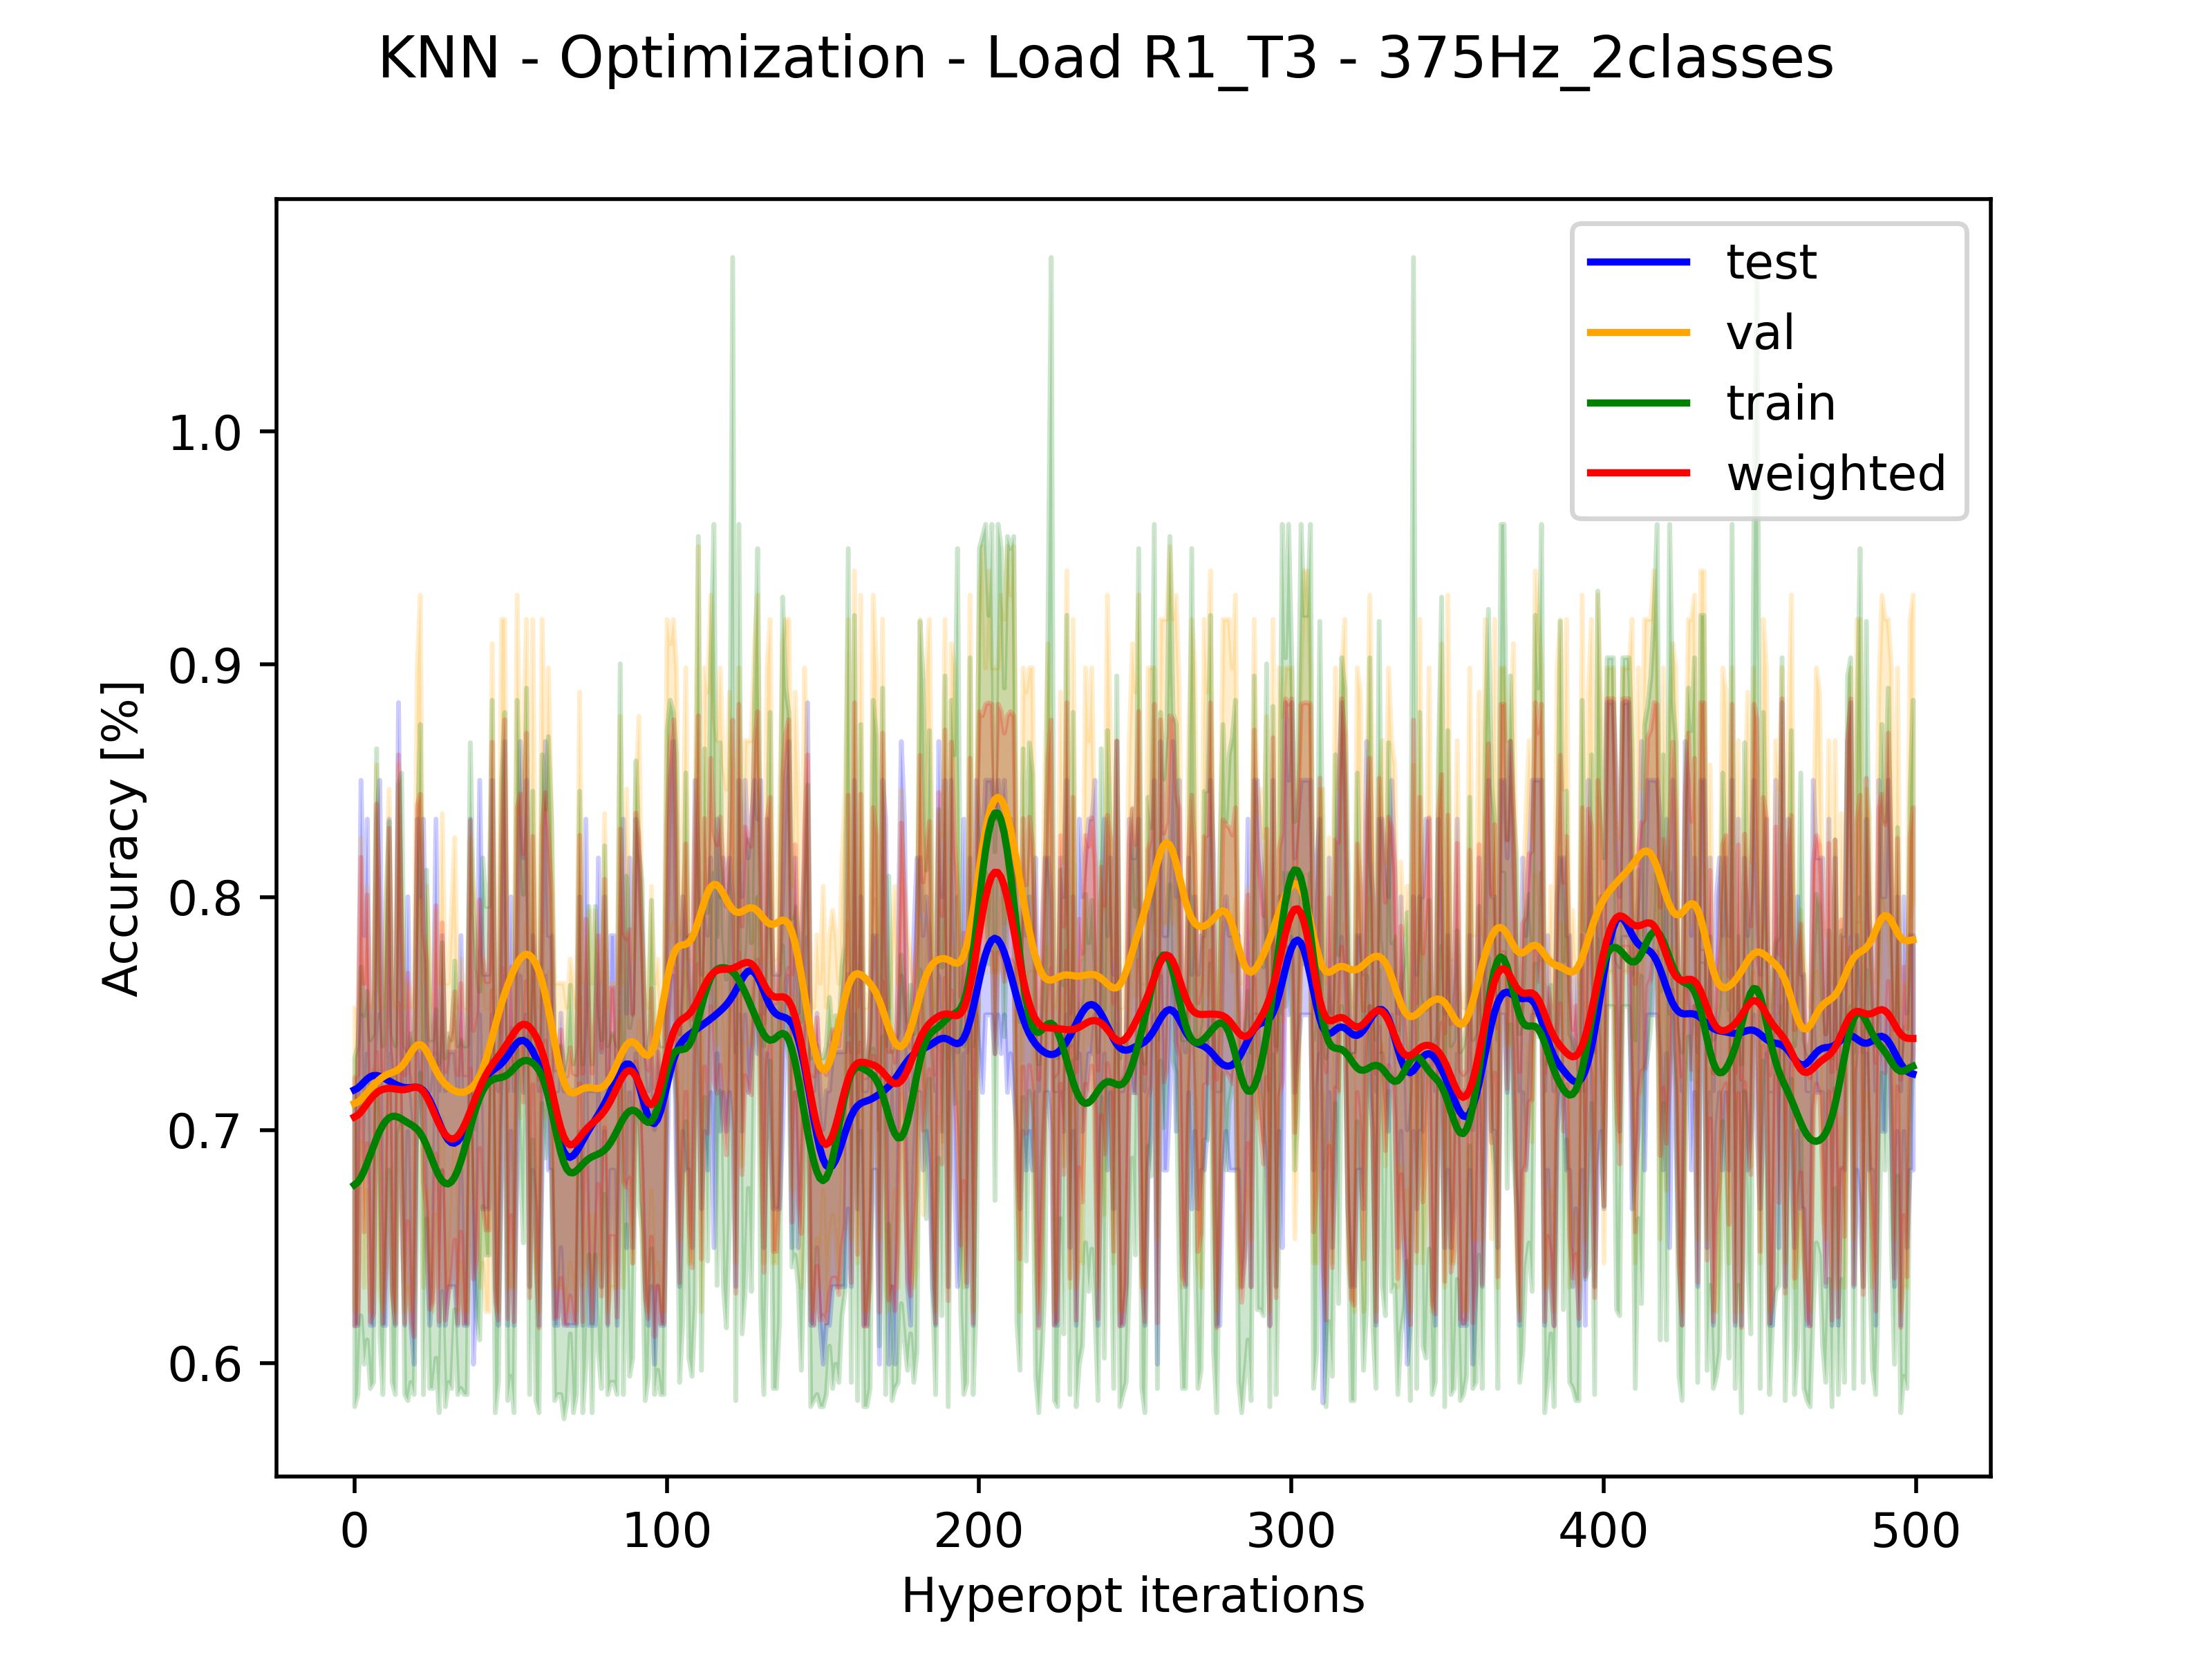 KNN - Optimization - Load R1_T3 - 375Hz_2classes
test
val
train
weighted
1.0
0.9
0.8
0.7
0.6
Accuracy [%]
0 100 200 300 400 500
Hyperopt iterations